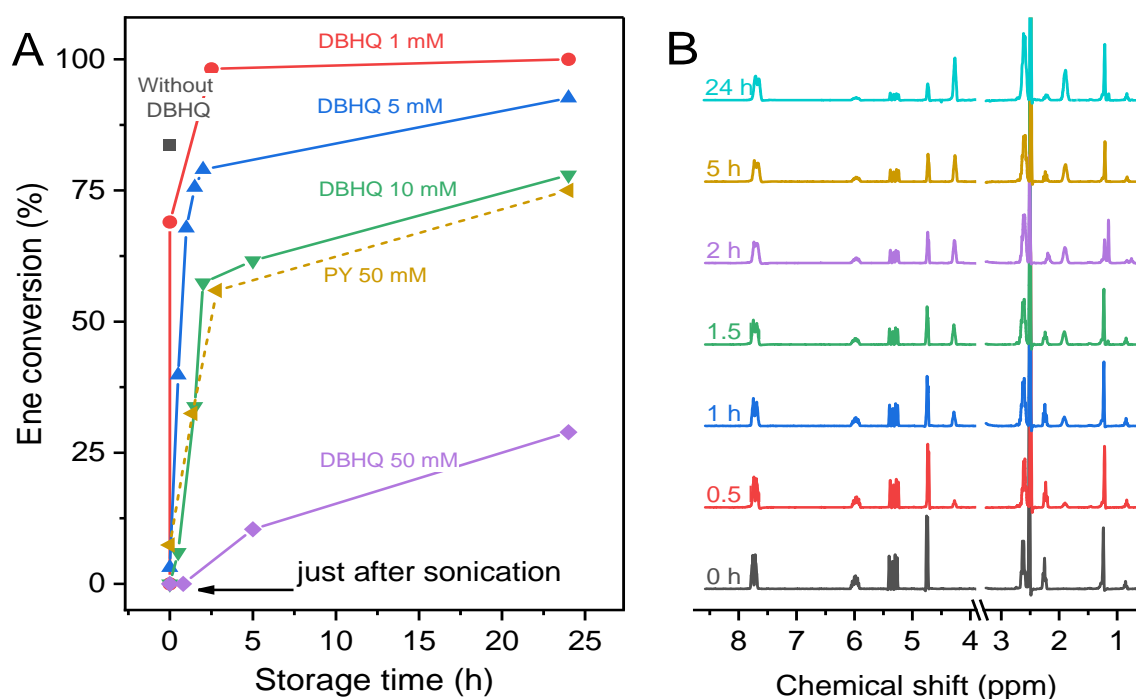 A
DBHQ 1 mM
Without
DBHQ
DBHQ 5 mM
DBHQ 10 mM
PY 50 mM
DBHQ 50 mM
just after sonication
100
75
50
25
0
Ene conversion (%)
0 5 10 15 20 25
Storage time (h)
B
24 h
5 h
2 h
1.5
1 h
0.5
0 h
8 7 6 5 4 3 2 1
Chemical shift (ppm)